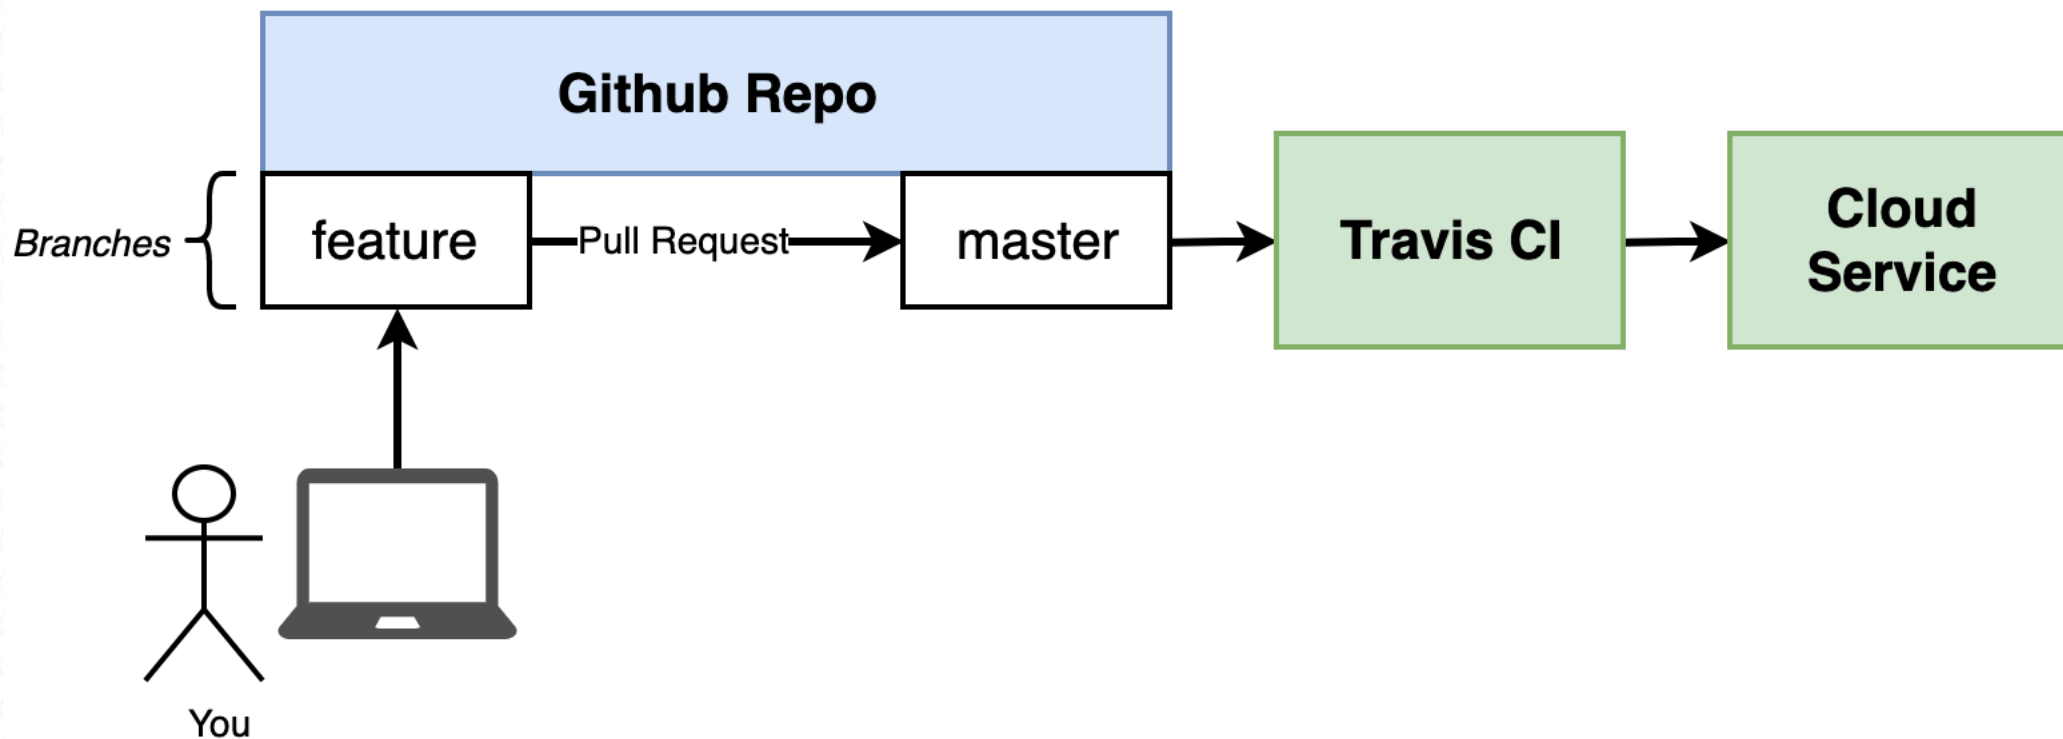 Github Repo
Branches
feature
Pull Request
master
Travis CI
Cloud
Service
You